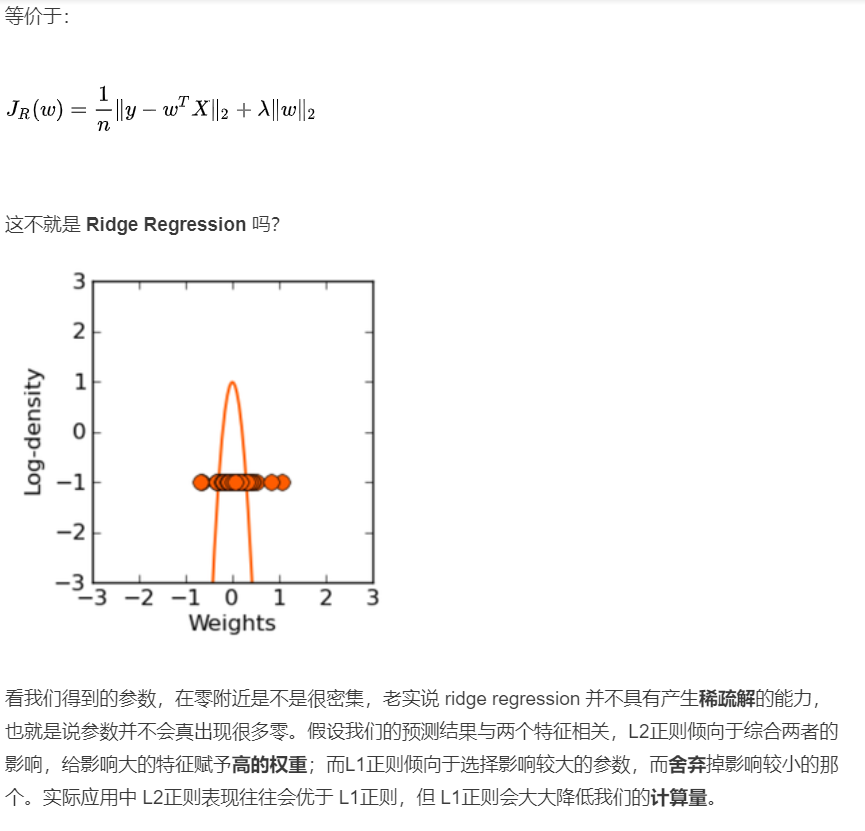 等价于：
J_R(w) = \frac{1}{n}‖y − w^T X‖_2 + λ‖w‖_2
这不就是 Ridge Regression 吗？
3
2
1
0
−1
−2
−3
Log-density
−3 −2 −1 0 1 2 3
Weights
看我们得到的参数，在零附近是不是很密集，老实说 ridge regression 并不具有产生稀疏解的能力，
也就是说参数并不会真出现很多零。假设我们的预测结果与两个特征相关，L2正则倾向于综合两者的
影响，给影响大的特征赋予高的权重；而L1正则倾向于选择影响较大的参数，而舍弃掉影响较小的那
个。实际应用中 L2正则表现往往会优于 L1正则，但 L1正则会大大降低我们的计算量。